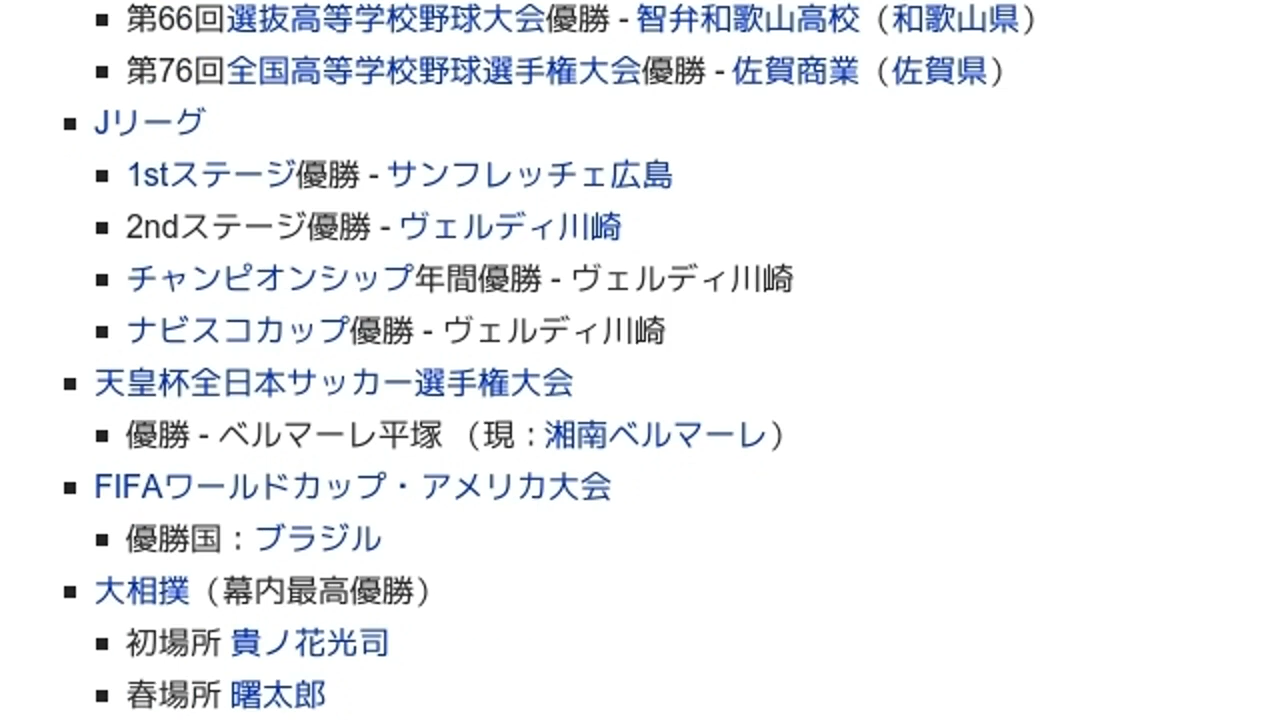 第66回選抜高等学校野球大会優勝 - 智弁和歌山高校（和歌山県）
第76回全国高等学校野球選手権大会優勝 - 佐賀商業（佐賀県）
Jリーグ
1stステージ優勝 - サンフレッチェ広島
2ndステージ優勝 - ヴェルディ川崎
チャンピオンシップ年間優勝 - ヴェルディ川崎
ナビスコカップ優勝 - ヴェルディ川崎
天皇杯全日本サッカー選手権大会
優勝 - ベルマーレ平塚 （現：湘南ベルマーレ）
FIFAワールドカップ・アメリカ大会
優勝国：ブラジル
大相撲（幕内最高優勝）
初場所 貴ノ花光司
春場所 曙太郎